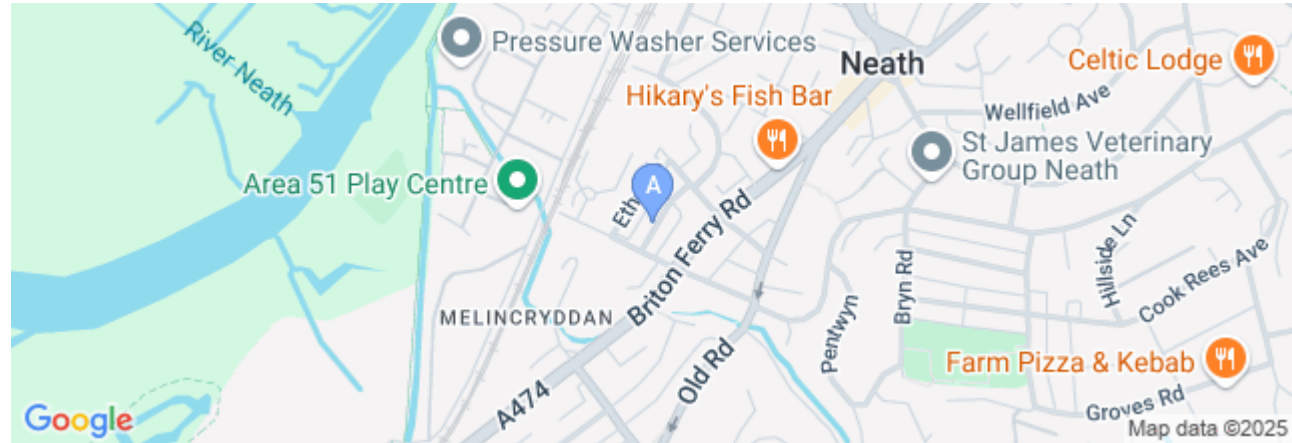 River Neath
Pressure Washer Services
Neath
Celtic Lodge
Hikary's Fish Bar
Wellfield Ave
St James Veterinary
Group Neath
Area 51 Play Centre
A
Eth
Briton Ferry Rd
Hillside Ln
Cook Rees Ave
Bryn Rd
Pentwyn
MELINCRYDDAN
Old Rd
Farm Pizza & Kebab
A474
Groves Rd
Google
Map data ©2025